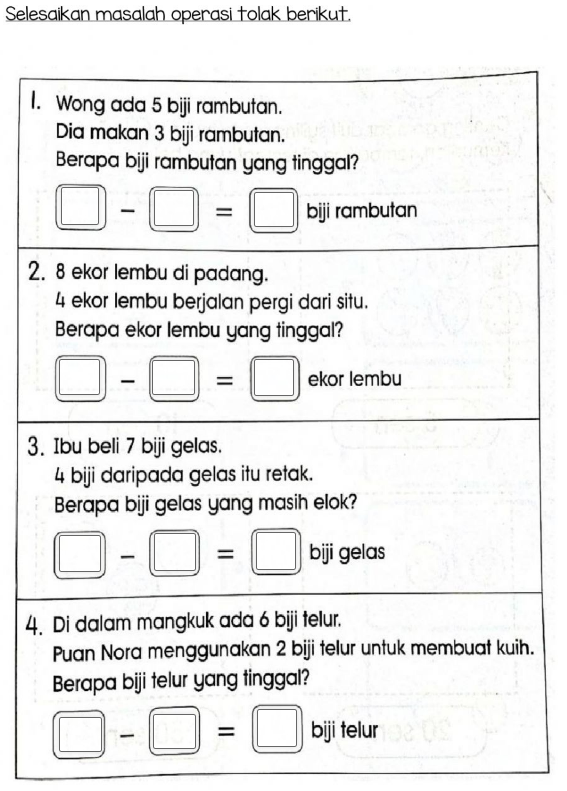 Selesaikan masalah operasi tolak berikut.
1. Wong ada 5 biji rambutan.
Dia makan 3 biji rambutan
Berapa biji rambutan yang tinggal?
- = biji rambutan
2. 8 ekor lembu di padang.
4 ekor lembu berjalan pergi dari situ.
Berapa ekor lembu yang tinggal?
- = ekor lembu
3. Ibu beli 7 biji gelas.
4 biji daripada gelas itu retak.
Berapa biji gelas yang masih elok?
- = biji gelas
4. Di dalam mangkuk ada 6 biji telur.
Puan Nora menggunakan 2 biji telur untuk membuat kuih.
Berapa biji telur yang tinggal?
- = biji telur